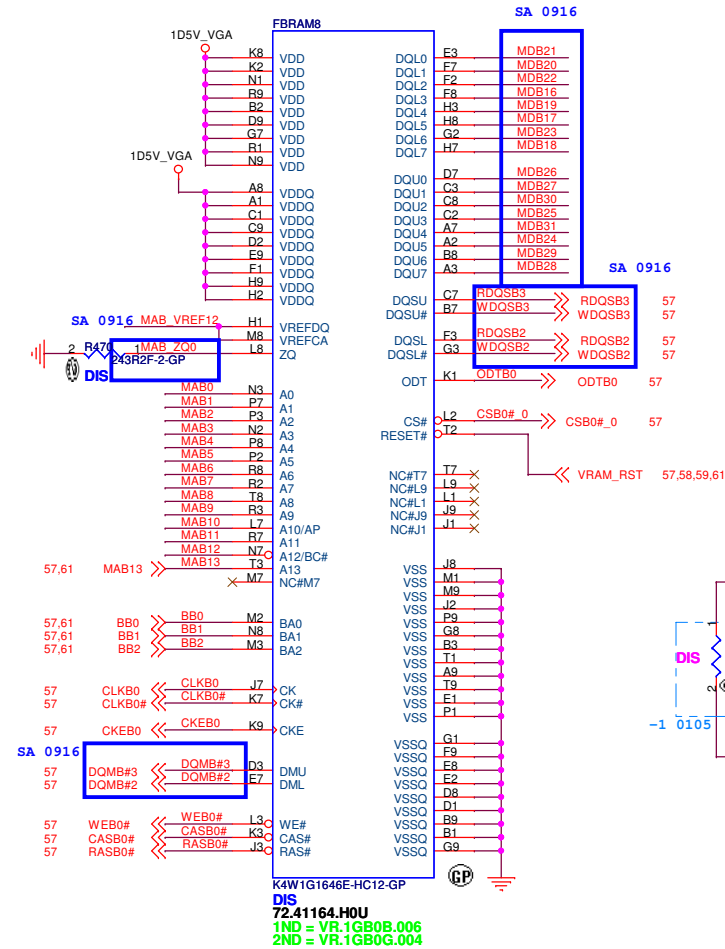 SA 0916
FBRAM8
1D5V_VGA
K8 VDD
K2 VDD
N1 VDD
R9 VDD
B2 VDD
D9 VDD
G7 VDD
R1 VDD
N9 VDD
1D5V_VGA
A8 VDDQ
A1 VDDQ
C1 VDDQ
C9 VDDQ
D2 VDDQ
E9 VDDQ
F1 VDDQ
H9 VDDQ
H2 VDDQ
SA 0916
MAB_VREF12 H1 VREFDQ
M8 VREFCA
2 R470 1 MAB_ZQ0 L8 ZQ
243R2F-2-GP
DIS
MAB0 N3 A0
MAB1 P7 A1
MAB2 P3 A2
MAB3 N2 A3
MAB4 P8 A4
MAB5 P2 A5
MAB6 R8 A6
MAB7 R2 A7
MAB8 T8 A8
MAB9 R3 A9
MAB10 L7 A10/AP
MAB11 R7 A11
MAB12 N7 A12/BC#
57,61 MAB13 MAB13 T3 A13
M7 NC#M7
57,61 BB0 BB0 M2 BA0
57,61 BB1 BB1 N8 BA1
57,61 BB2 BB2 M3 BA2
57 CLKB0 CLKB0 J7 CK
57 CLKB0# CLKB0# K7 CK#
57 CKEB0 CKEB0 K9 CKE
SA 0916
57 DQMB#3 DQMB#3 D3 DMU
57 DQMB#2 DQMB#2 E7 DML
57 WEB0# WEB0# L3 WE#
57 CASB0# CASB0# K3 CAS#
57 RASB0# RASB0# J3 RAS#
DQL0 E3 MDB21
DQL1 F7 MDB20
DQL2 F2 MDB22
DQL3 F8 MDB16
DQL4 H3 MDB19
DQL5 H8 MDB17
DQL6 G2 MDB23
DQL7 H7 MDB18
DQU0 D7 MDB26
DQU1 C3 MDB27
DQU2 C8 MDB30
DQU3 C2 MDB25
DQU4 A7 MDB31
DQU5 A2 MDB24
DQU6 B8 MDB29
DQU7 A3 MDB28
SA 0916
DQSU C7 RDQSB3 RDQSB3 57
DQSU# B7 WDQSB3 WDQSB3 57
DQSL F3 RDQSB2 RDQSB2 57
DQSL# G3 WDQSB2 WDQSB2 57
ODT K1 ODTB0 ODTB0 57
CS# L2 CSB0#_0 CSB0#_0 57
RESET# T2
VRAM_RST 57,58,59,61
NC#T7 T7
NC#L9 L9
NC#L1 L1
NC#J9 J9
NC#J1 J1
VSS J8
VSS M1
VSS M9
VSS J2
VSS P9
VSS G8
VSS B3
VSS T1
VSS A9
VSS T9
VSS E1
VSS P1
VSSQ G1
VSSQ F9
VSSQ E8
VSSQ E2
VSSQ D8
VSSQ D1
VSSQ B9
VSSQ B1
VSSQ G9
GP
1
DIS
2
-1 0105
K4W1G1646E-HC12-GP
DIS
72.41164.H0U
1ND = VR.1GB0B.006
2ND = VR.1GB0G.004